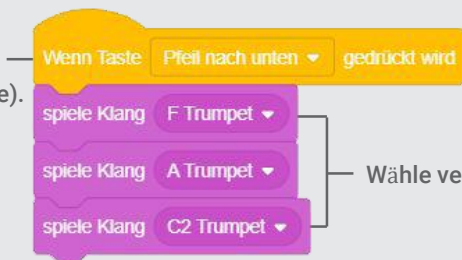 Wenn Taste Pfeil nach unten gedrückt wird
e).
spiele Klang F Trumpet
spiele Klang A Trumpet
Wähle ve
spiele Klang C2 Trumpet